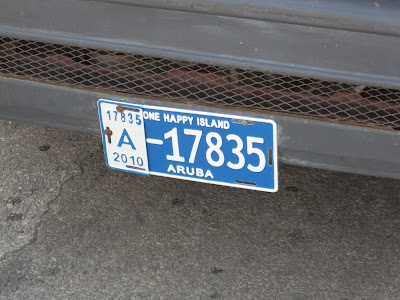 17835
A
2010
ONE HAPPY ISLAND
-17835
ARUBA